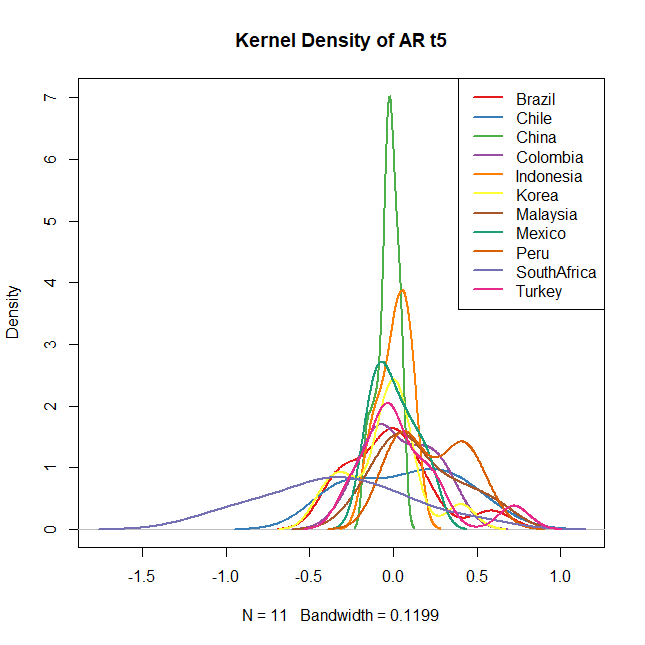 Kernel Density of AR t5
Brazil
Chile
China
Colombia
Indonesia
Korea
Malaysia
Mexico
Peru
SouthAfrica
Turkey
Density
7
6
5
4
3
2
1
0
-1.5 -1.0 -0.5 0.0 0.5 1.0
N = 11 Bandwidth = 0.1199